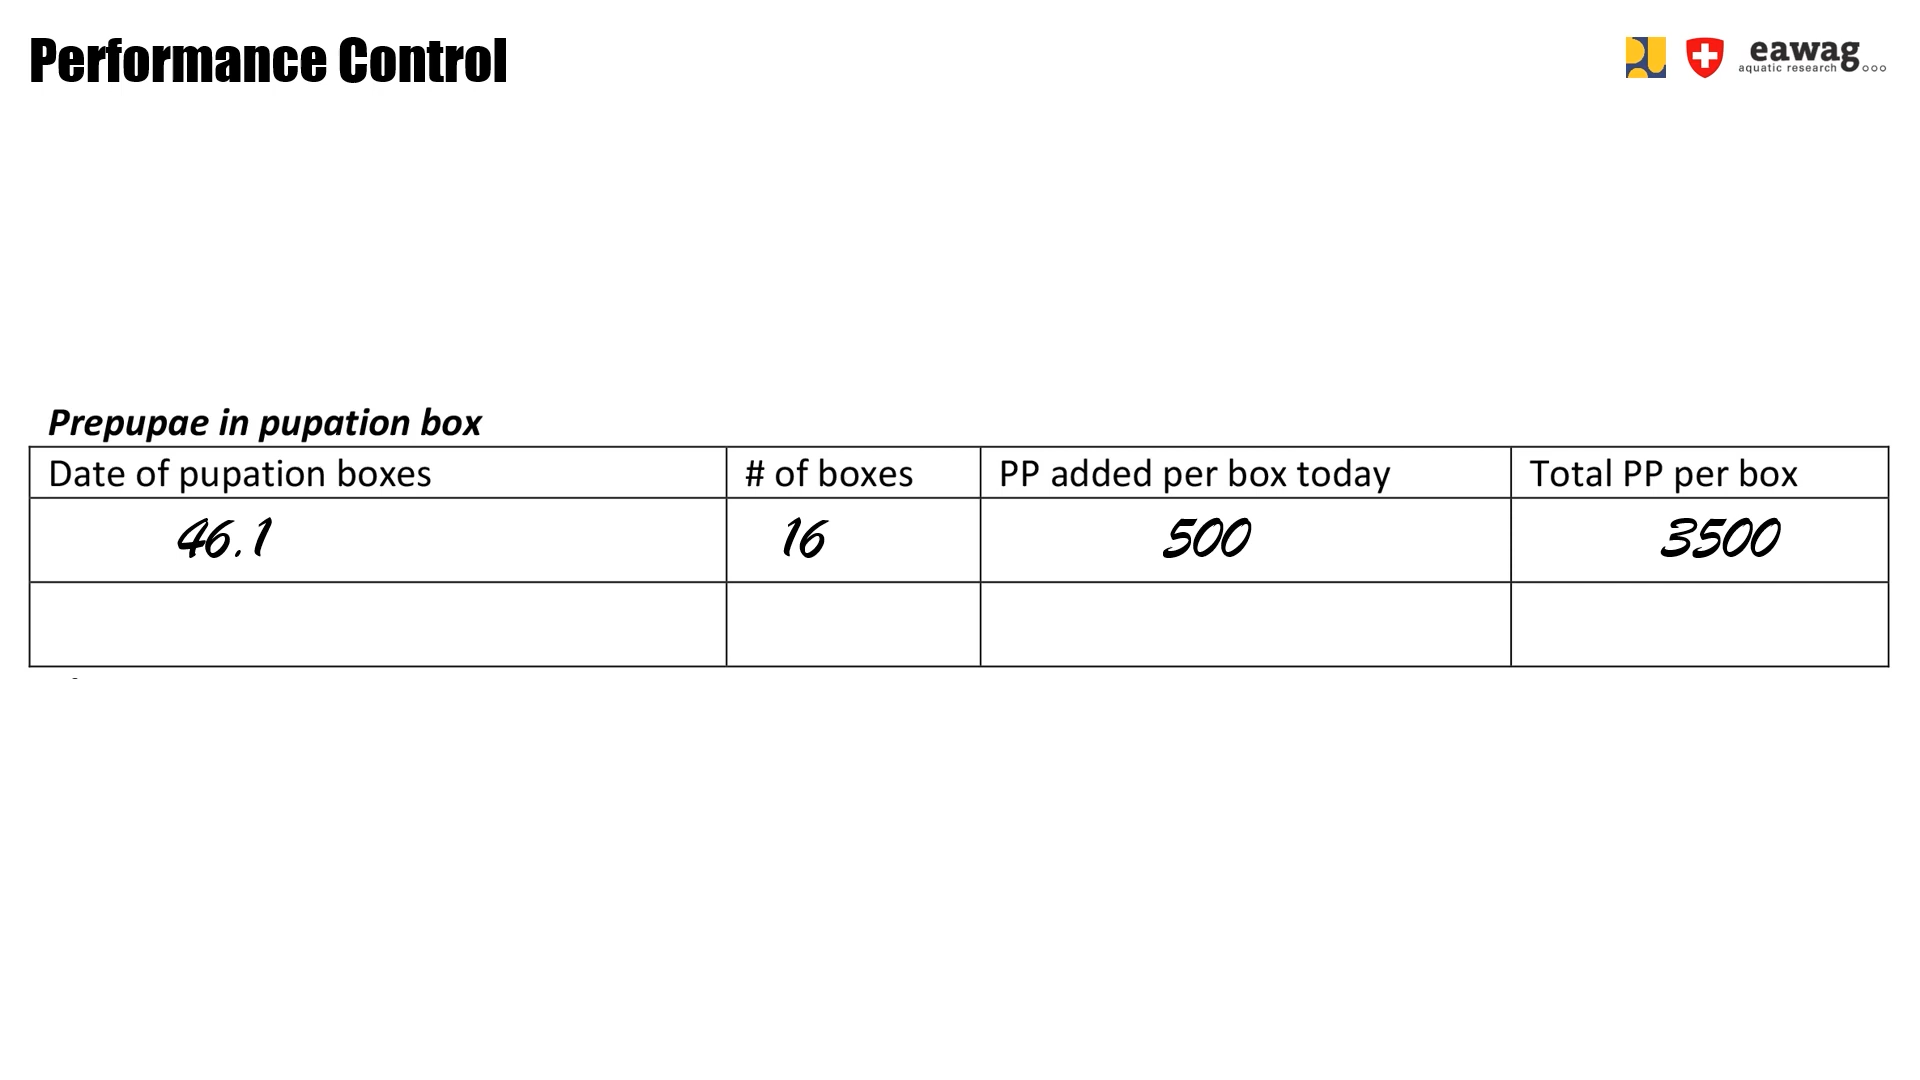 Performance Control
eawag
aquatic research
Prepupae in pupation box
Date of pupation boxes # of boxes PP added per box today Total PP per box
46.1 16 500 3500